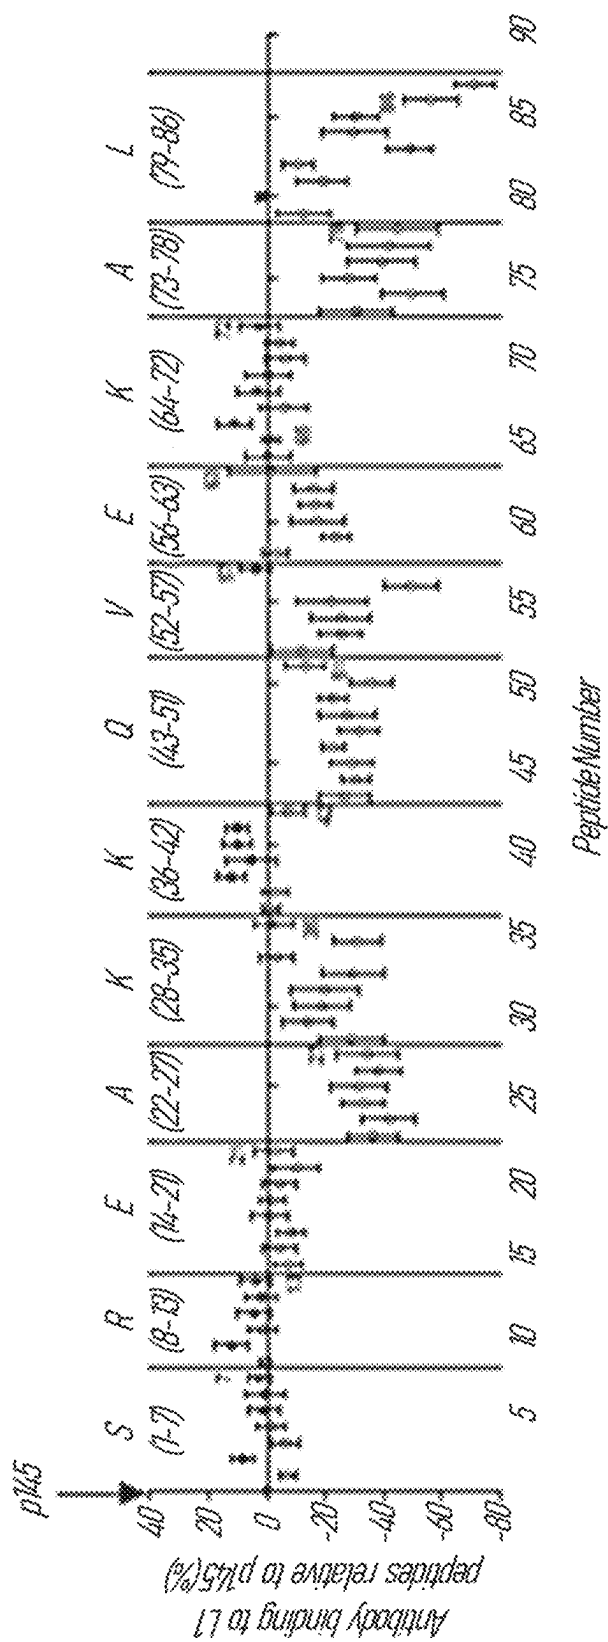 p145
S R E A K K Q V E K A L
(1-7) (8-13) (14-21) (22-27) (28-35) (36-42) (43-51) (52-57) (56-63) (64-72) (73-78) (79-86)
40
20
0
-20
-40
-60
-80
Antibody binding to L1
peptides relative to p145(%)
5 10 15 20 25 30 35 40 45 50 55 60 65 70 75 80 85 90
Peptide Number